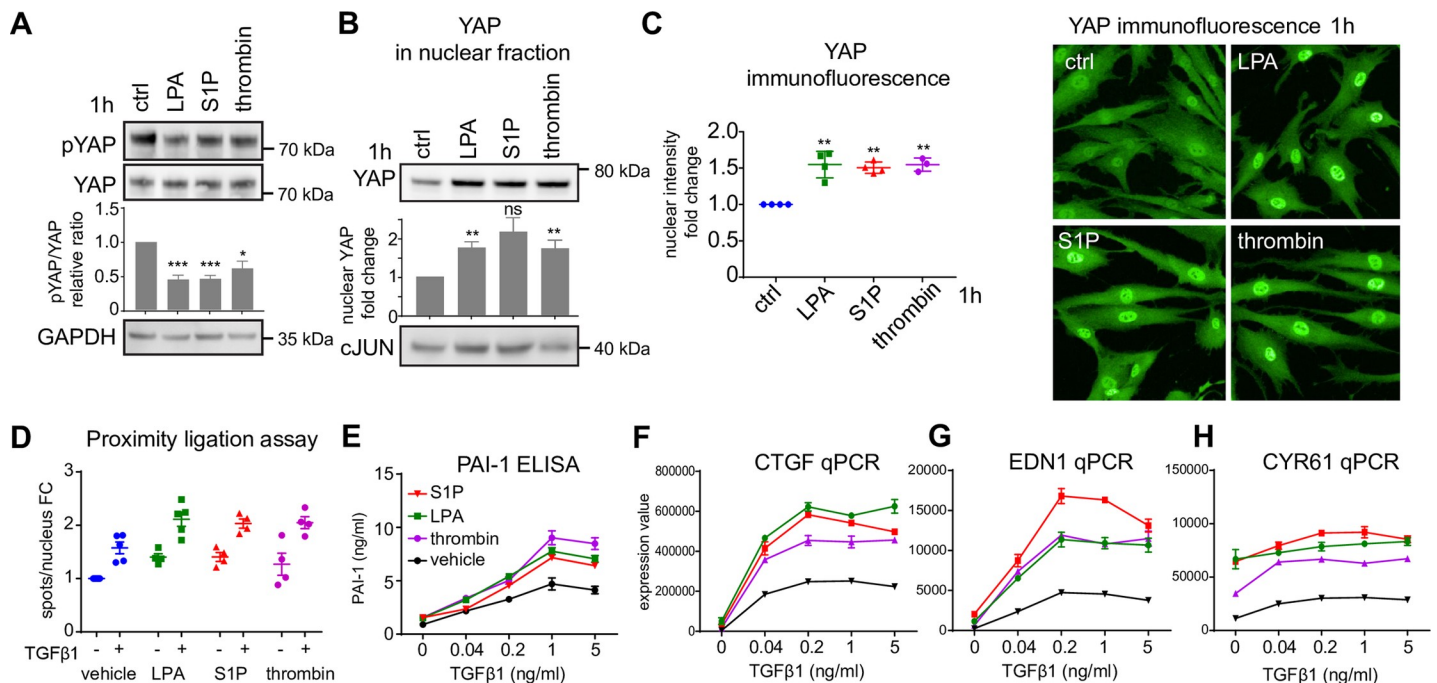 A
1h
ctrl
LPA
S1P
thrombin
pYAP
70 kDa
YAP
70 kDa
pYAP/YAP
relative ratio
1.5
1.0
0.5
0.0
***
***
*
GAPDH
35 kDa
B
YAP
in nuclear fraction
1h
ctrl
LPA
S1P
thrombin
YAP
80 kDa
nuclear YAP
fold change
2
1
0
**
ns
**
cJUN
40 kDa
C
YAP
immunofluorescence
nuclear intensity
fold change
2.0
1.5
1.0
0.5
0.0
**
**
**
ctrl
LPA
S1P
thrombin
1h
YAP immunofluorescence 1h
ctrl
LPA
S1P
thrombin
D
Proximity ligation assay
spots/nucleus FC
3
2
1
0
TGFβ1
- + - + - + - +
vehicle LPA S1P thrombin
E
PAI-1 ELISA
PAI-1 (ng/ml)
15
10
5
0
S1P
LPA
thrombin
vehicle
0 0.04 0.2 1 5
TGFβ1 (ng/ml)
F
CTGF qPCR
expression value
800000
600000
400000
200000
0
0 0.04 0.2 1 5
TGFβ1 (ng/ml)
G
EDN1 qPCR
20000
15000
10000
5000
0
0 0.04 0.2 1 5
TGFβ1 (ng/ml)
H
CYR61 qPCR
150000
100000
50000
0
0 0.04 0.2 1 5
TGFβ1 (ng/ml)